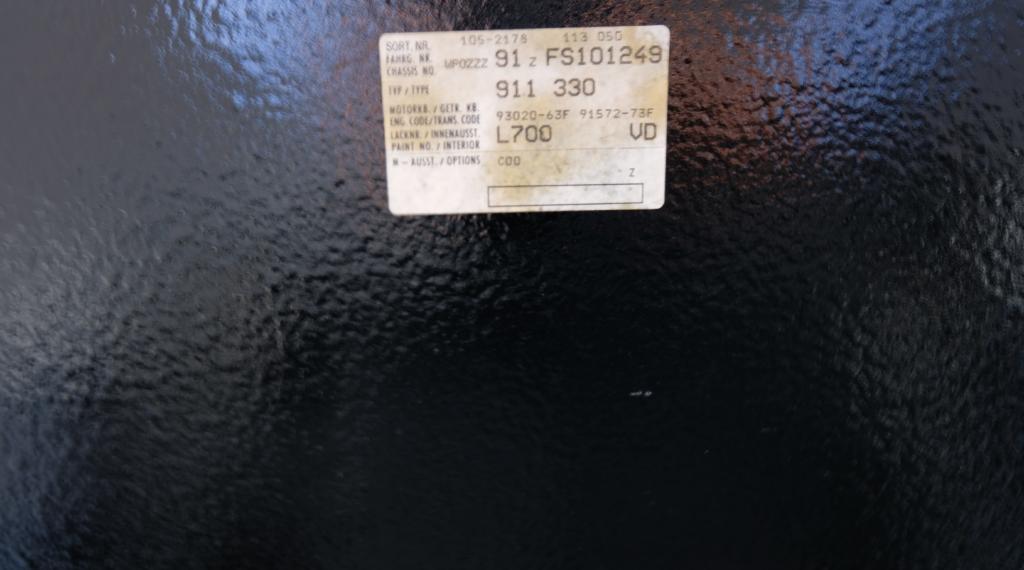 SORT. NR. 105-2178 113 050
FAHRG. NR.
CHASSIS NO. WP0ZZZ 91 Z FS101249
TYP / TYPE 911 330
MOTORKB. / GETR. KB.
ENG. CODE/TRANS. CODE 93020-63F 91572-73F
LACKNR. / INNENAUSST.
PAINT NO. / INTERIOR L700 VD
M - AUSST. / OPTIONS C00
Z